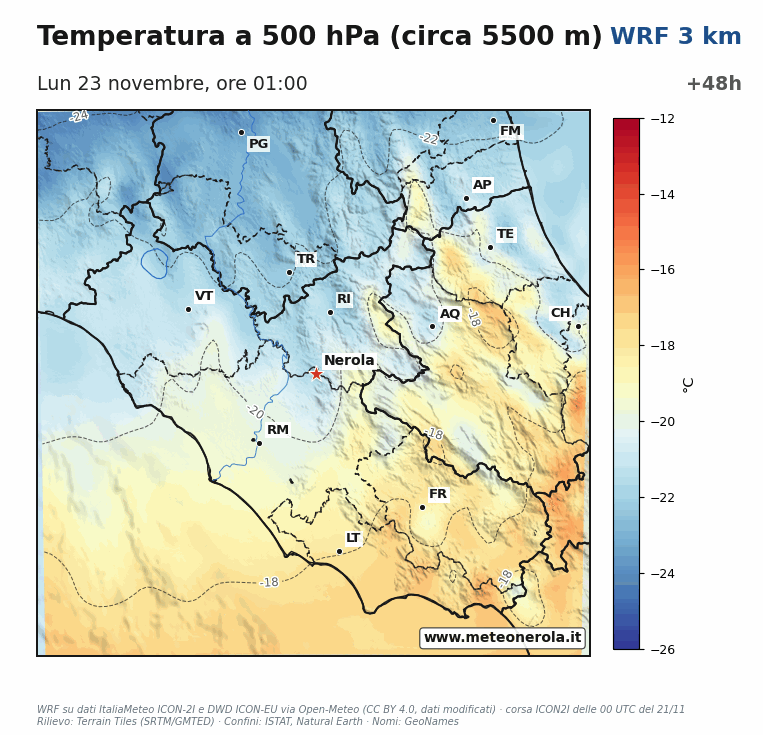 Temperatura a 500 hPa (circa 5500 m) WRF 3 km
Lun 23 novembre, ore 01:00 +48h
-24
-22
FM
PG
AP
TE
TR
VT
RI
AQ
-18
CH
Nerola
-20
RM
-18
FR
LT
-18
-18
www.meteonerola.it
−12
−14
−16
−18
−20
−22
−24
−26
°C
WRF su dati ItaliaMeteo ICON-2I e DWD ICON-EU via Open-Meteo (CC BY 4.0, dati modificati) · corsa ICON2I delle 00 UTC del 21/11
Rilievo: Terrain Tiles (SRTM/GMTED) · Confini: ISTAT, Natural Earth · Nomi: GeoNames